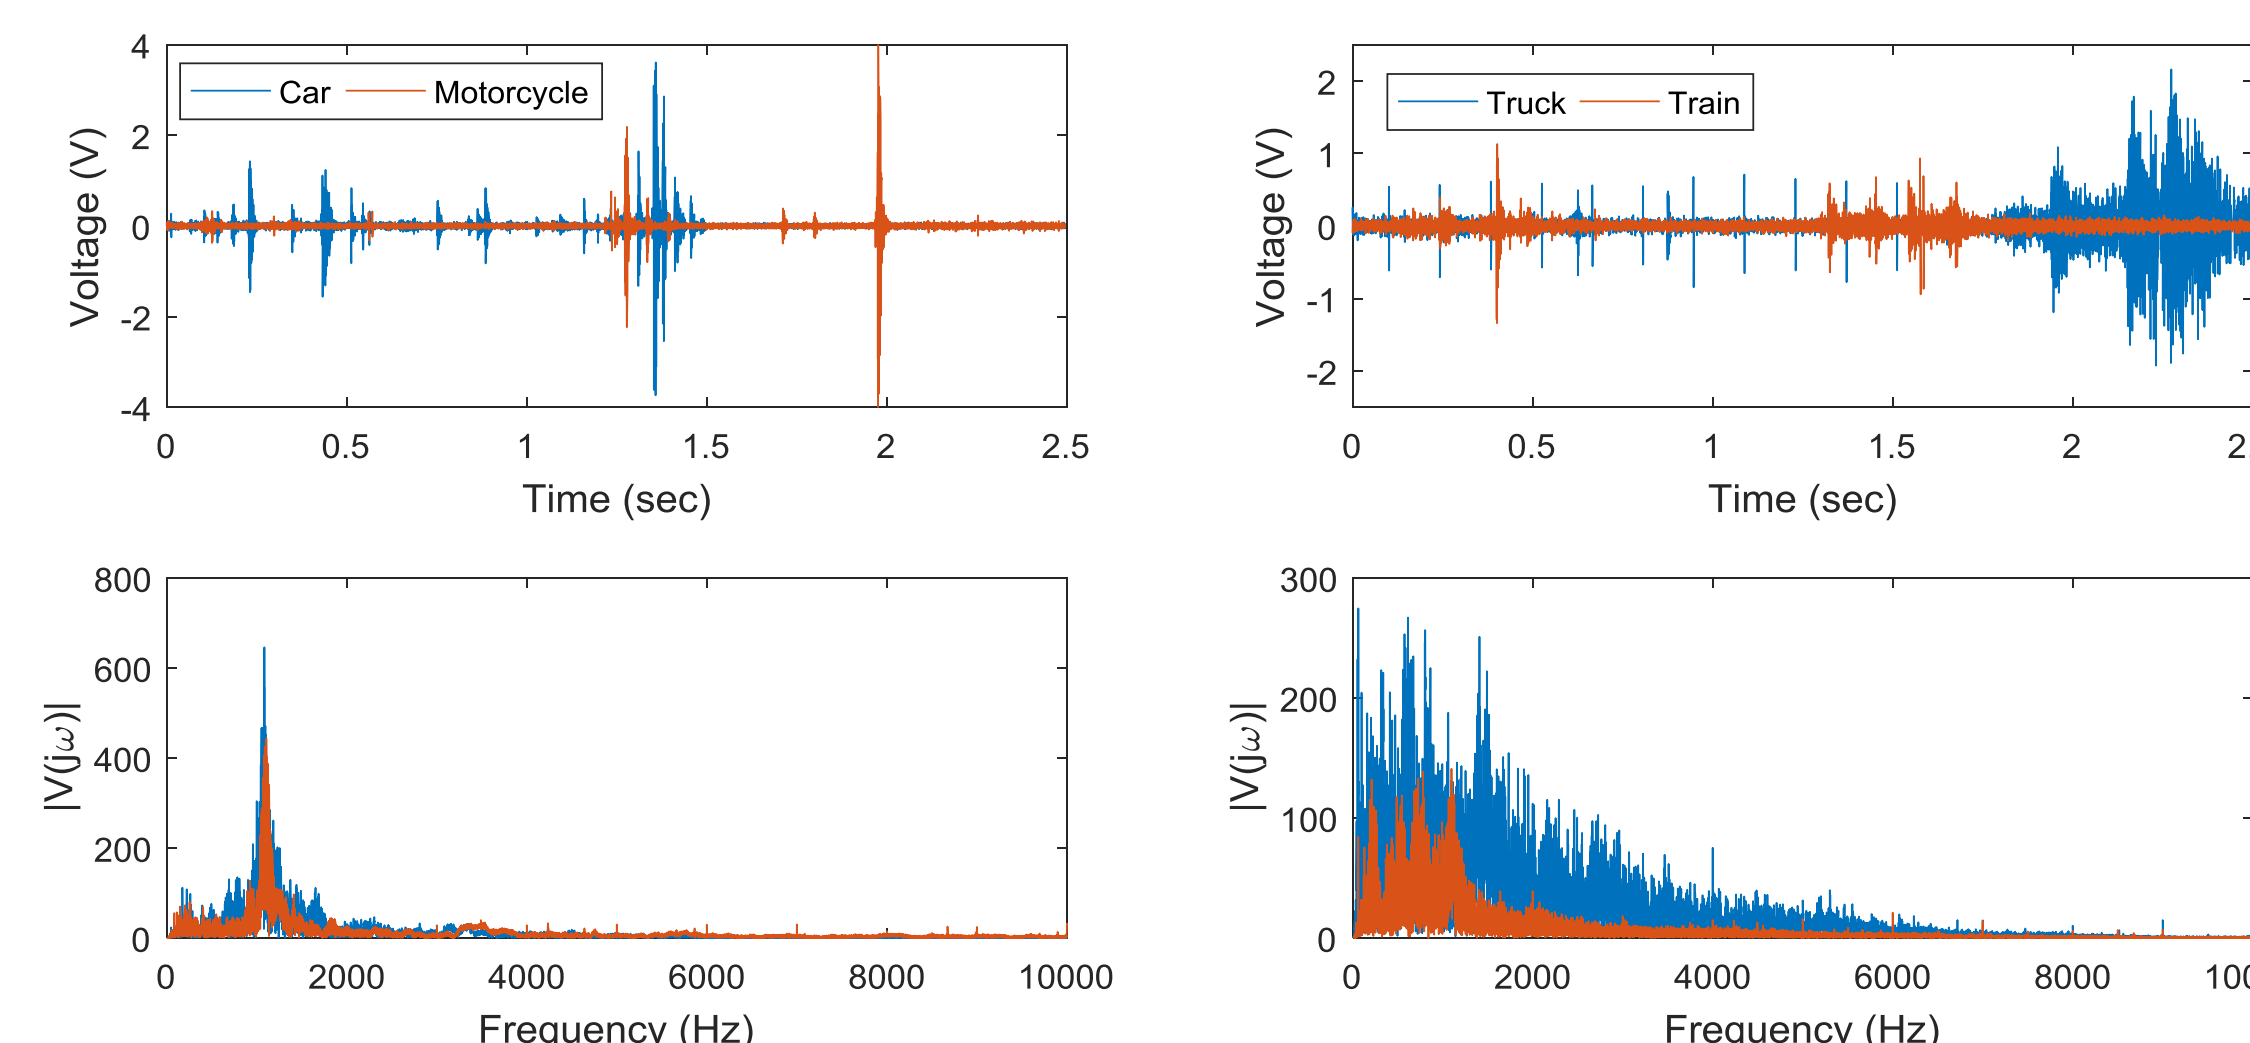 4
2
0
-2
-4
Voltage (V)
Car Motorcycle
0 0.5 1 1.5 2 2.5
Time (sec)
2
1
0
-1
-2
Voltage (V)
Truck Train
0 0.5 1 1.5 2 2.
Time (sec)
800
600
400
200
0
|V(jω)|
0 2000 4000 6000 8000 10000
Frequency (Hz)
300
200
100
0
|V(jω)|
0 2000 4000 6000 8000 100
Frequency (Hz)